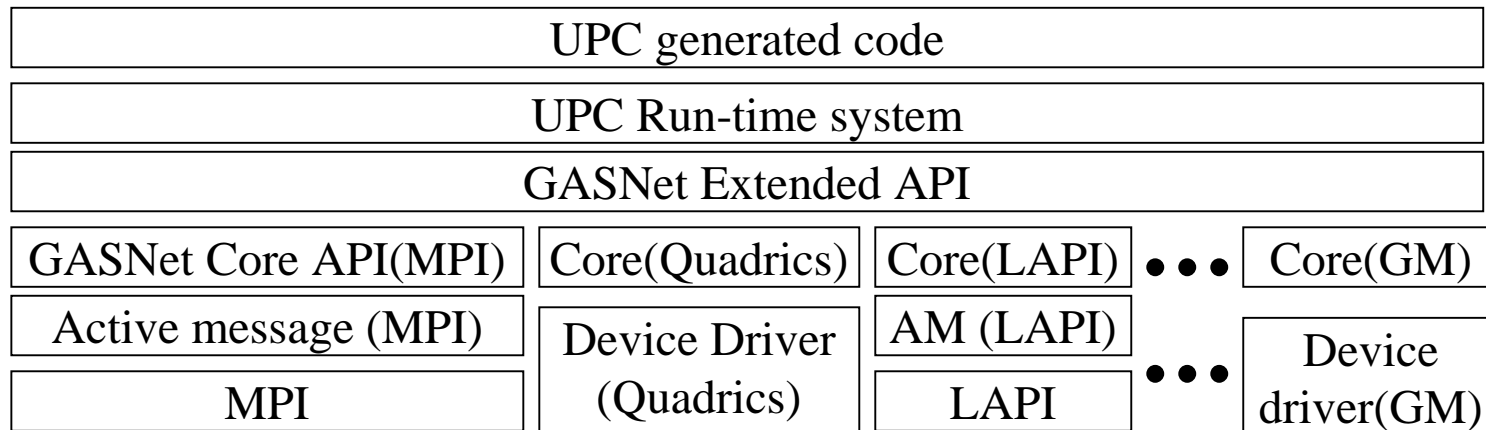 UPC generated code
UPC Run-time system
GASNet Extended API
GASNet Core API(MPI)
Core(Quadrics)
Core(LAPI)
Core(GM)
Active message (MPI)
Device Driver
(Quadrics)
AM (LAPI)
Device
driver(GM)
MPI
LAPI